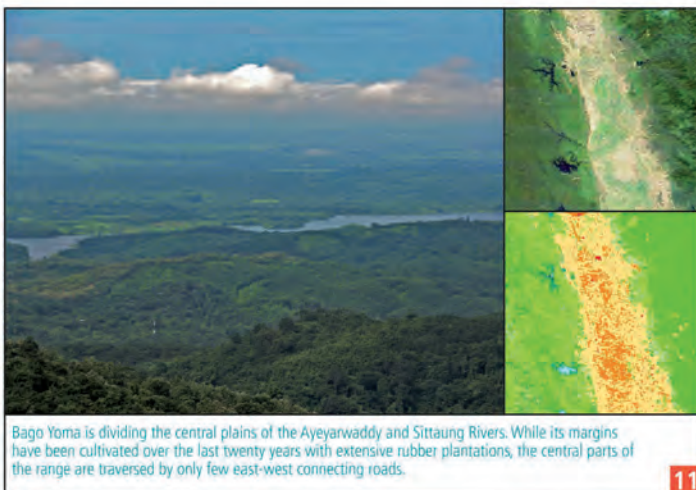 Bago Yoma is dividing the central plains of the Ayeyarwaddy and Sittaung Rivers. While its margins
have been cultivated over the last twenty years with extensive rubber plantations, the central parts of
the range are traversed by only few east-west connecting roads.
11